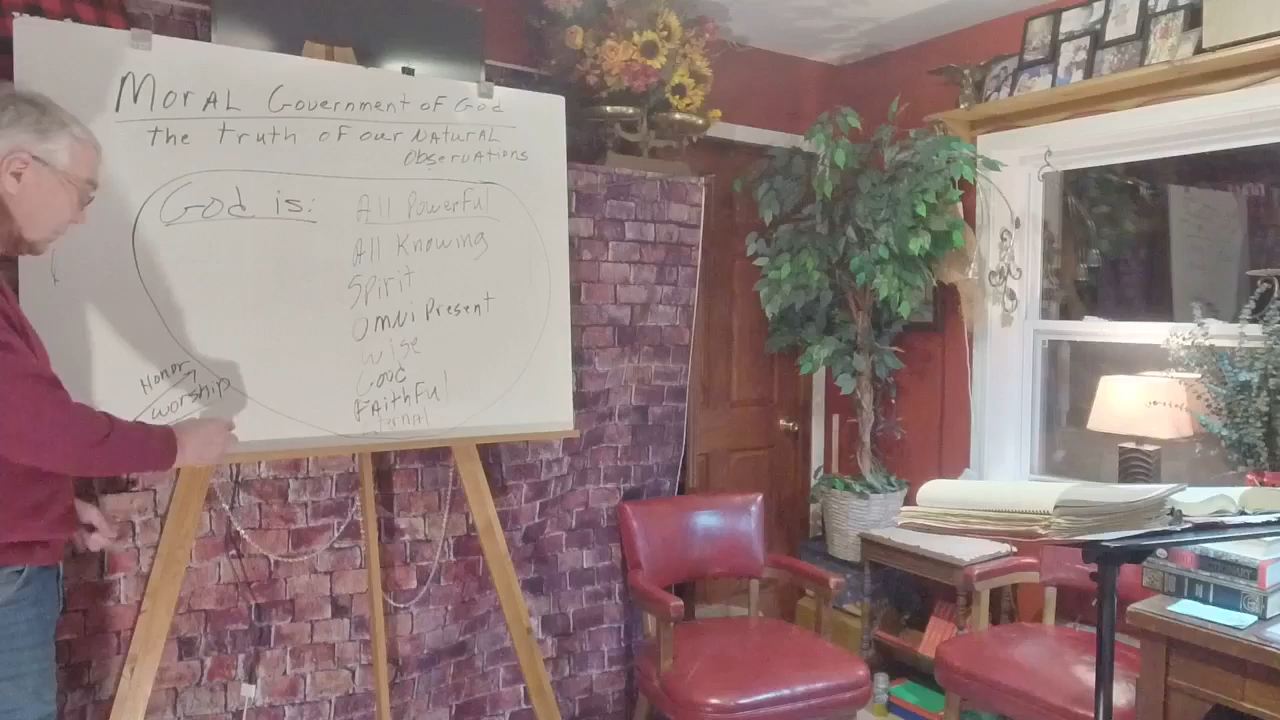 Moral Government of God
the truth of our Natural
Observations
God is:
All Powerful
All Knowing
Spirit
Omni Present
Wise
Good
Faithful
Honor
Worship